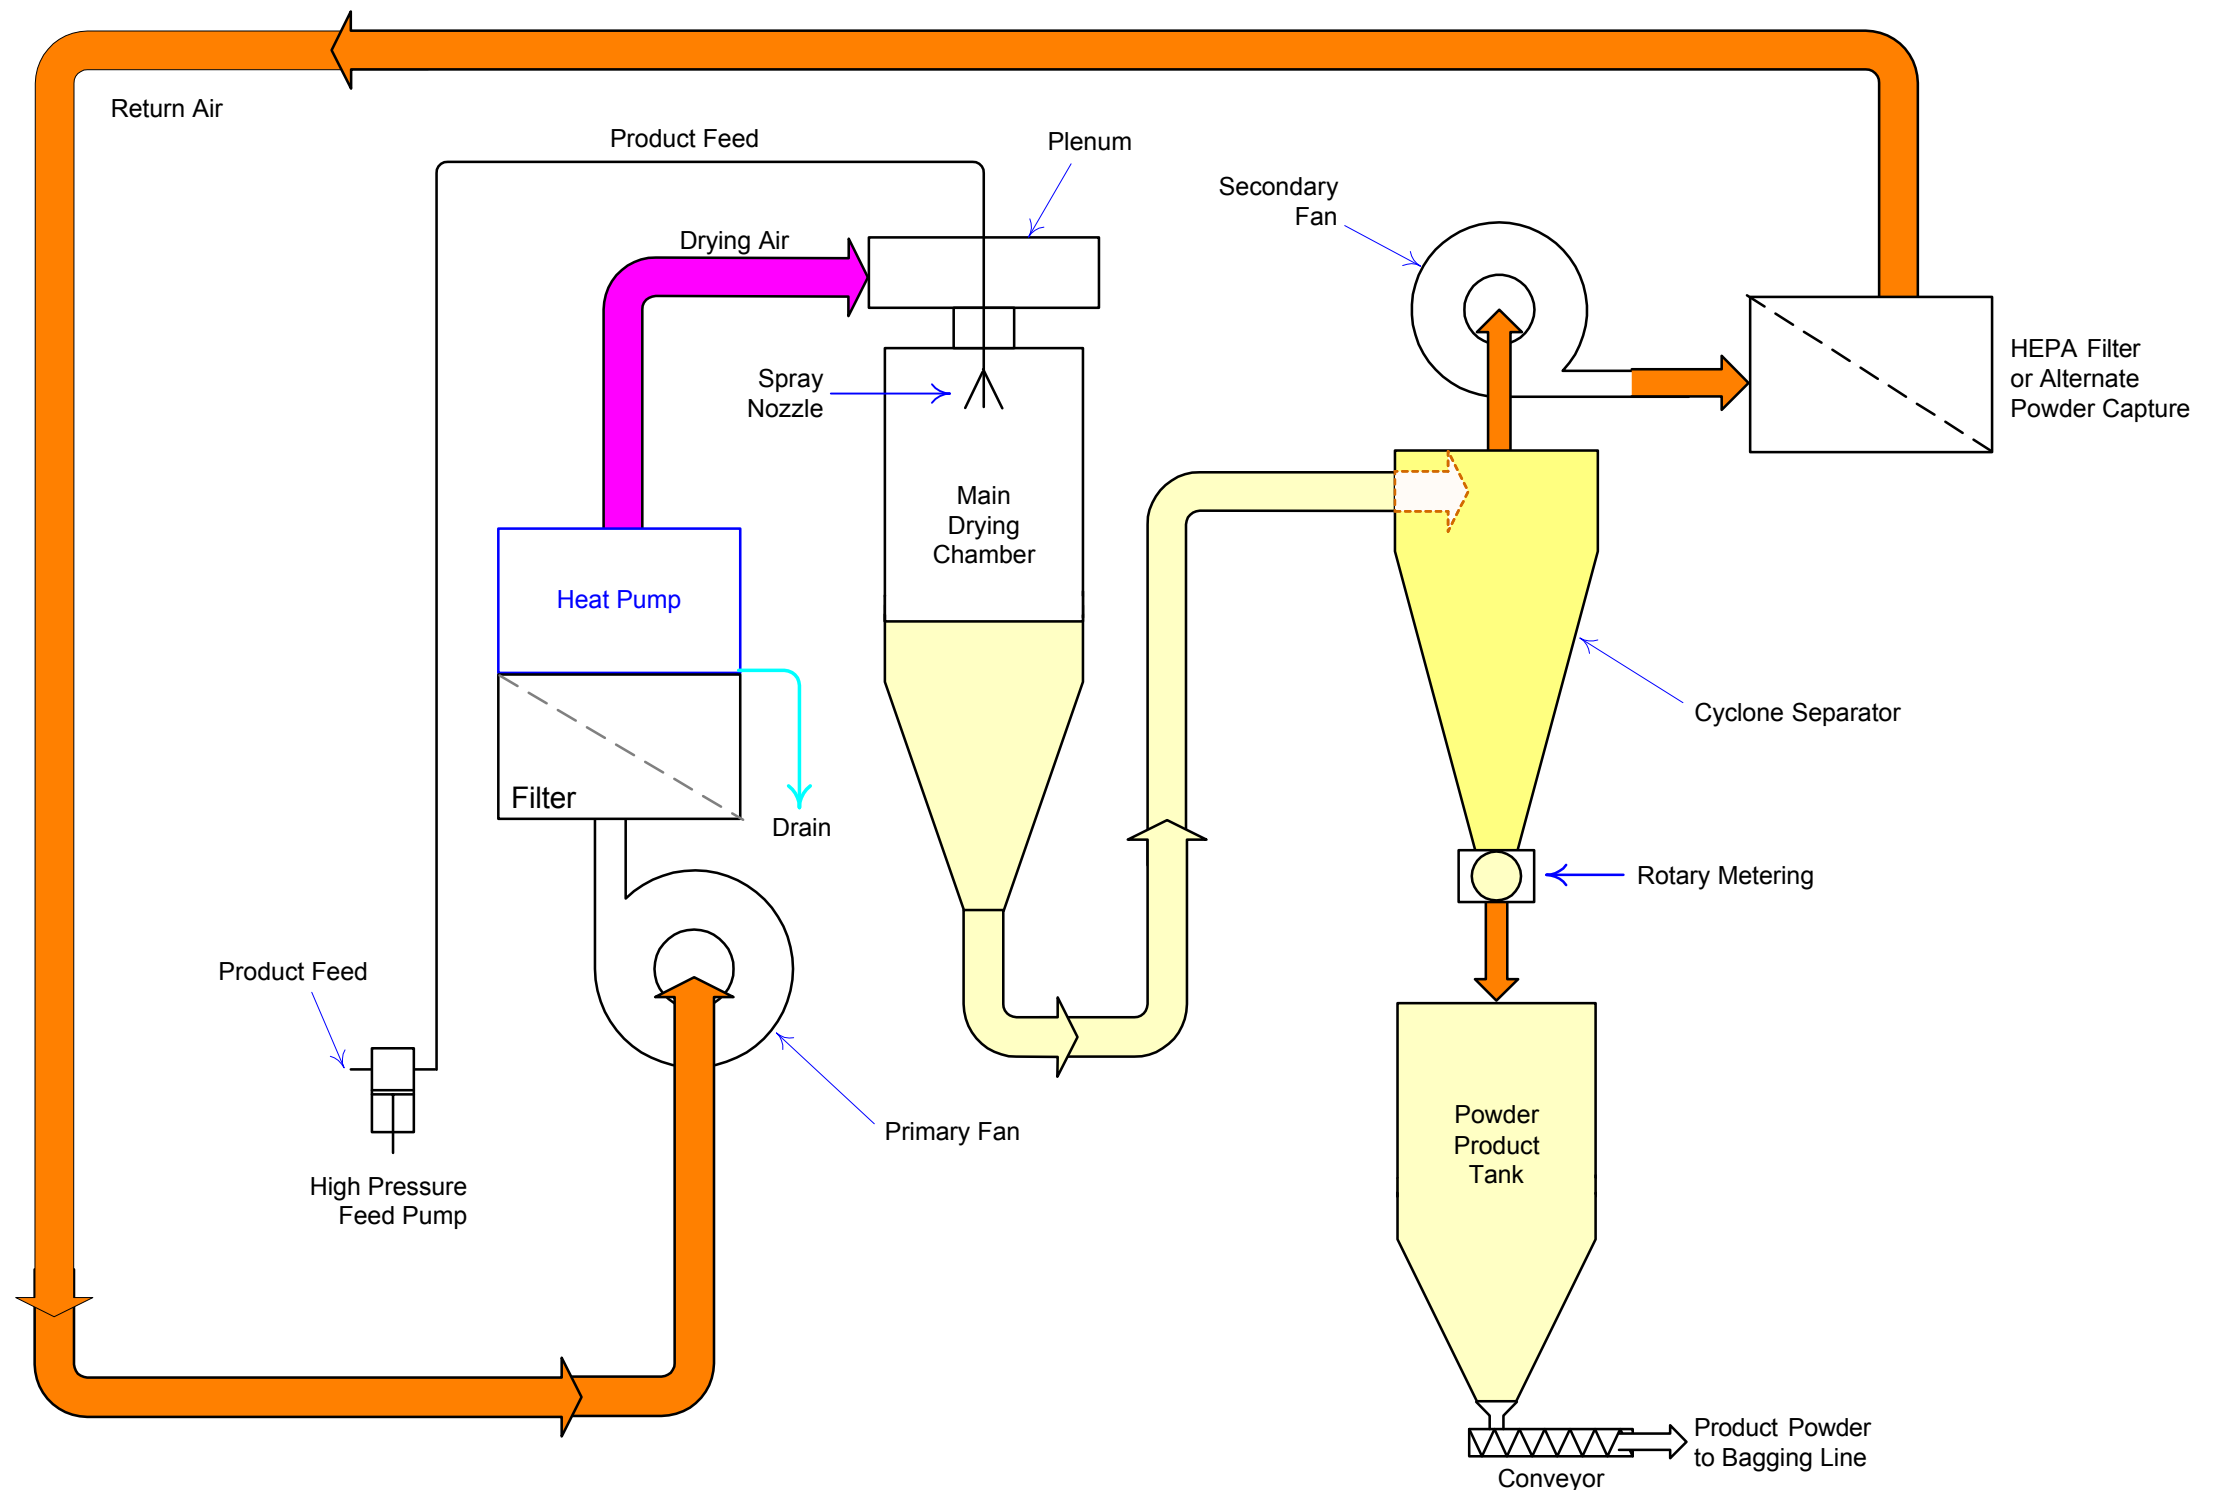 Return Air
Product Feed
Plenum
Secondary
Fan
Drying Air
HEPA Filter
or Alternate
Powder Capture
Spray
Nozzle
Main
Drying
Chamber
Heat Pump
Cyclone Separator
Filter
Drain
Rotary Metering
Product Feed
Primary Fan
Powder
Product
Tank
High Pressure
Feed Pump
Product Powder
to Bagging Line
Conveyor